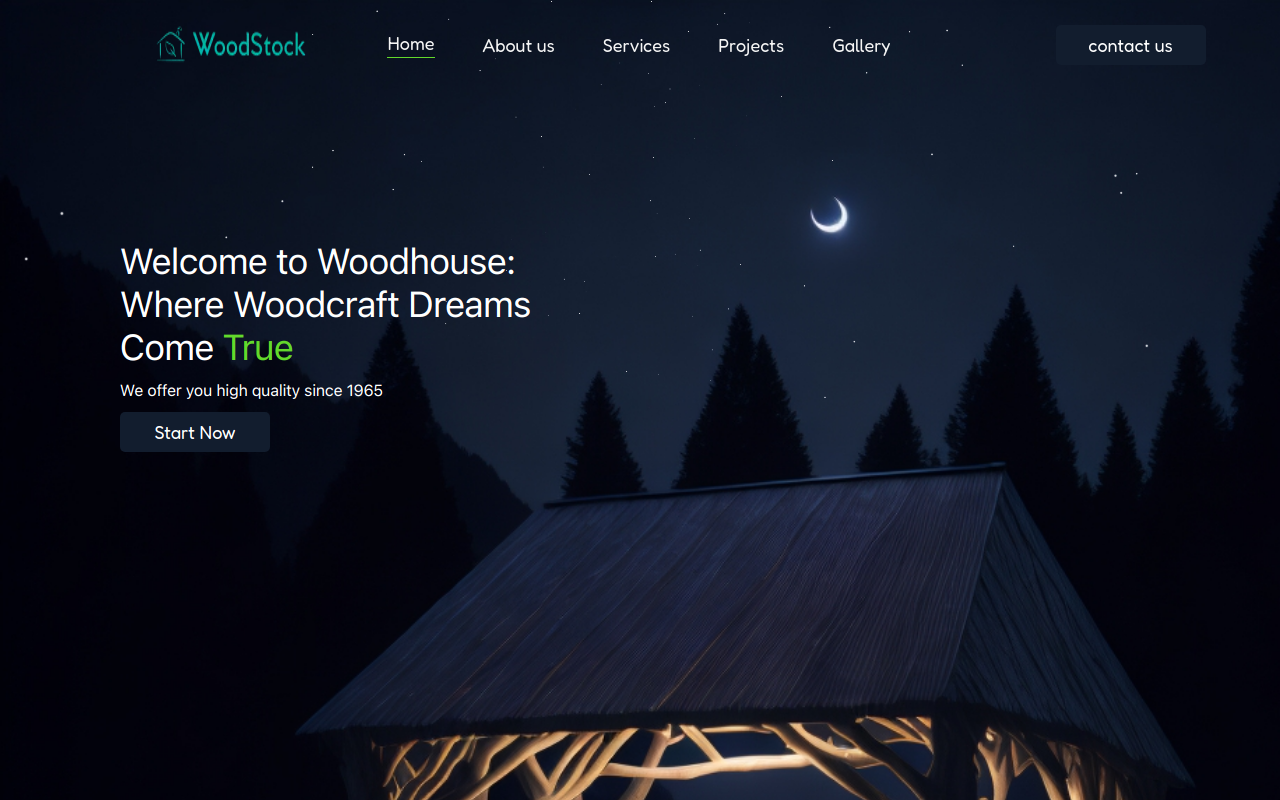 WoodStock
Home
About us
Services
Projects
Gallery
contact us
Welcome to Woodhouse:
Where Woodcraft Dreams
Come True
We offer you high quality since 1965
Start Now